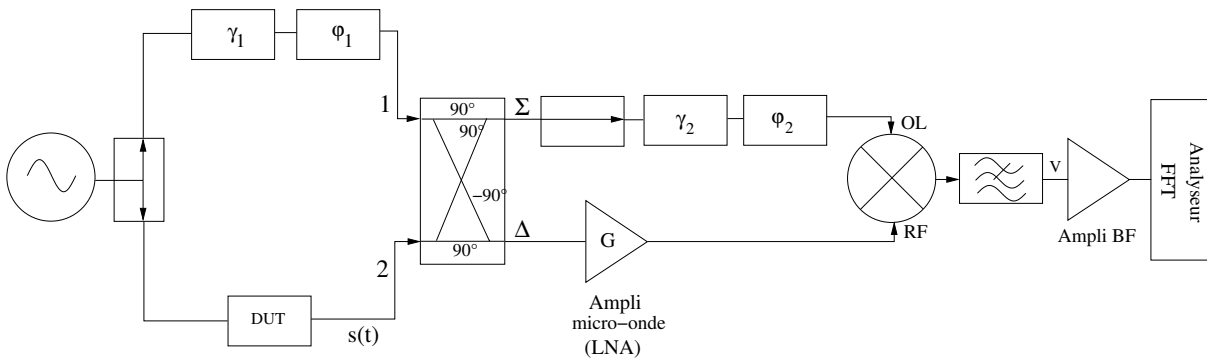 γ1
φ1
1
90°
90°
−90°
90°
Σ
γ2
φ2
OL
RF
V
Ampli BF
Analyseur
FFT
2
Δ
G
Ampli
micro−onde
(LNA)
DUT
s(t)